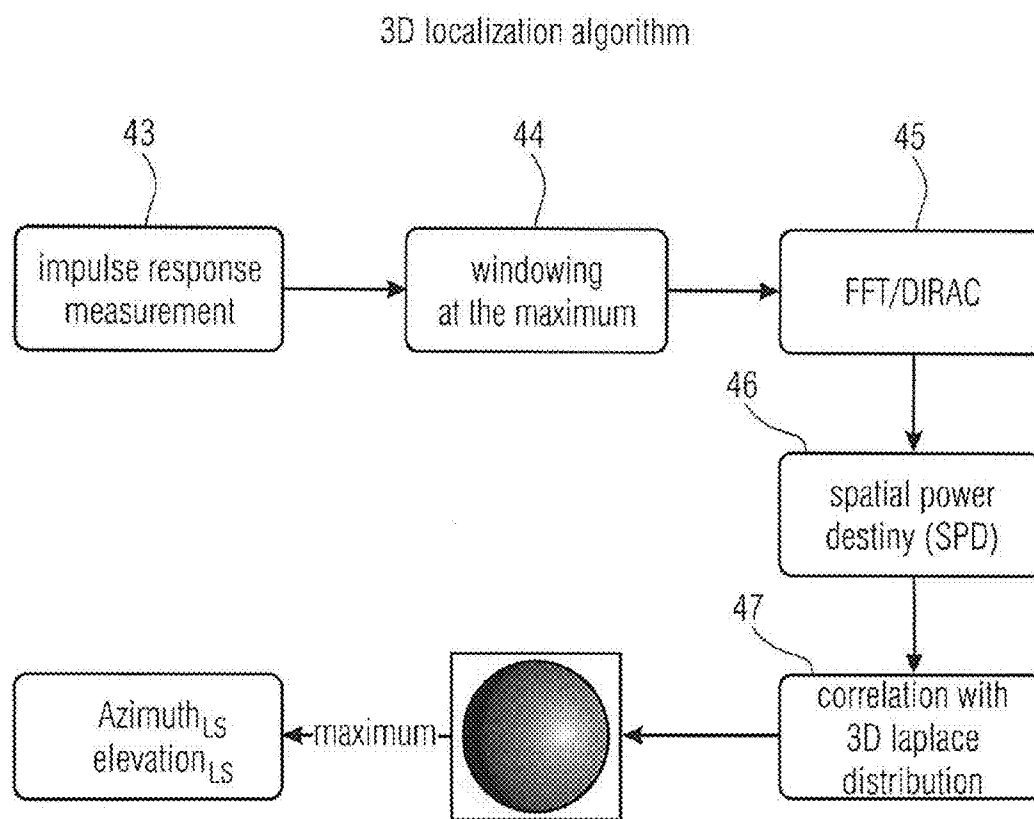 3D localization algorithm
43
44
45
impulse response
measurement
windowing
at the maximum
FFT/DIRAC
46
spatial power
destiny (SPD)
47
correlation with
3D laplace
distribution
maximum
Azimuth_LS
elevation_LS